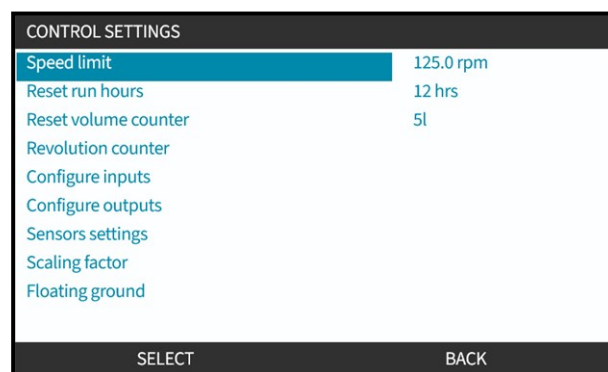 CONTROL SETTINGS
Speed limit 125.0 rpm
Reset run hours 12 hrs
Reset volume counter 5l
Revolution counter
Configure inputs
Configure outputs
Sensors settings
Scaling factor
Floating ground
SELECT BACK